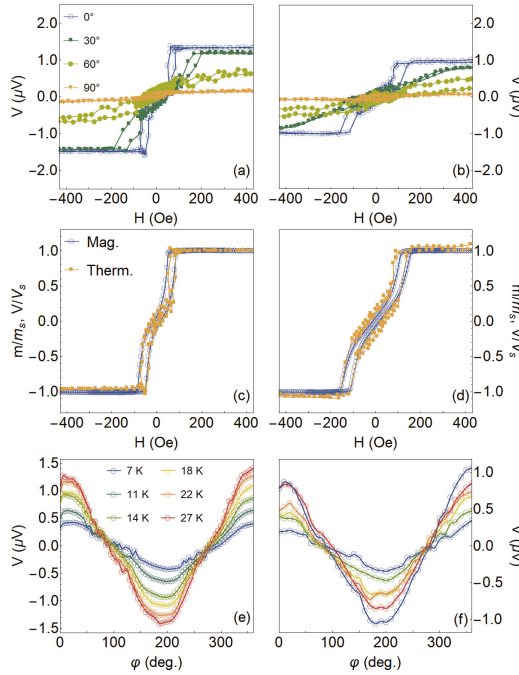 0°
30°
60°
90°
V (μV)
2.0
1.0
0.0
-1.0
-2.0
(a)
-400 -200 0 200 400
H (Oe)
2.0
1.0
0.0
-1.0
-2.0
V (μV)
(b)
-400 -200 0 200 400
H (Oe)
Mag.
Therm.
m/mₛ, V/Vₛ
1.0
0.5
0.0
-0.5
-1.0
(c)
-400 -200 0 200 400
H (Oe)
1.0
0.5
0.0
-0.5
-1.0
m/mₛ, V/Vₛ
(d)
-400 -200 0 200 400
H (Oe)
7 K 18 K
11 K 22 K
14 K 27 K
V (μV)
1.5
1.0
0.5
0.0
-0.5
-1.0
-1.5
(e)
0 100 200 300
φ (deg.)
1.0
0.5
0.0
-0.5
-1.0
V (μV)
(f)
0 100 200 300
φ (deg.)